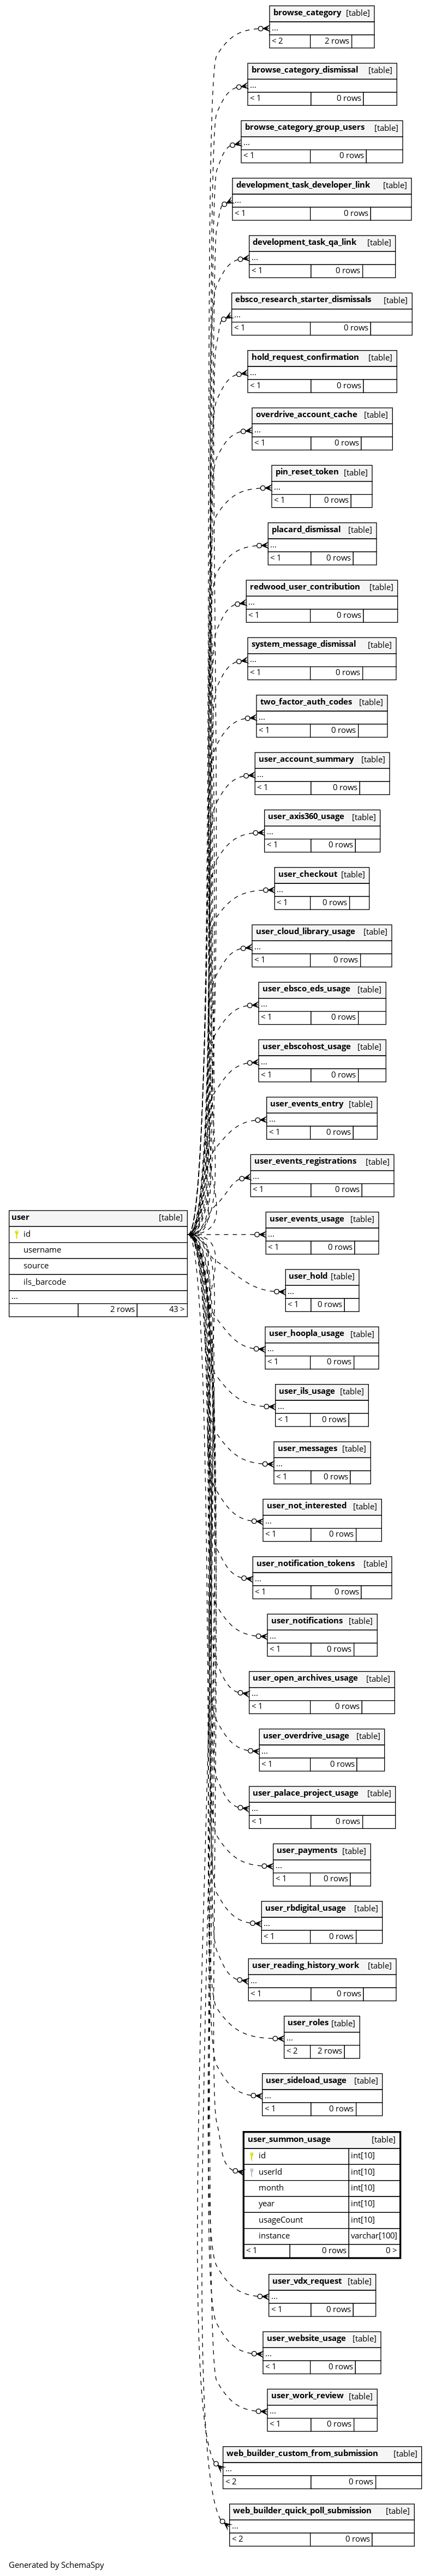 browse_category [table]
...
< 2 2 rows
browse_category_dismissal [table]
...
< 1 0 rows
browse_category_group_users [table]
...
< 1 0 rows
development_task_developer_link [table]
...
< 1 0 rows
development_task_qa_link [table]
...
< 1 0 rows
ebsco_research_starter_dismissals [table]
...
< 1 0 rows
hold_request_confirmation [table]
...
< 1 0 rows
overdrive_account_cache [table]
...
< 1 0 rows
pin_reset_token [table]
...
< 1 0 rows
placard_dismissal [table]
...
< 1 0 rows
redwood_user_contribution [table]
...
< 1 0 rows
system_message_dismissal [table]
...
< 1 0 rows
two_factor_auth_codes [table]
...
< 1 0 rows
user_account_summary [table]
...
< 1 0 rows
user_axis360_usage [table]
...
< 1 0 rows
user_checkout [table]
...
< 1 0 rows
user_cloud_library_usage [table]
...
< 1 0 rows
user_ebsco_eds_usage [table]
...
< 1 0 rows
user_ebscohost_usage [table]
...
< 1 0 rows
user_events_entry [table]
...
< 1 0 rows
user_events_registrations [table]
...
< 1 0 rows
user [table]
id
username
source
ils_barcode
...
2 rows 43 >
user_events_usage [table]
...
< 1 0 rows
user_hold [table]
...
< 1 0 rows
user_hoopla_usage [table]
...
< 1 0 rows
user_ils_usage [table]
...
< 1 0 rows
user_messages [table]
...
< 1 0 rows
user_not_interested [table]
...
< 1 0 rows
user_notification_tokens [table]
...
< 1 0 rows
user_notifications [table]
...
< 1 0 rows
user_open_archives_usage [table]
...
< 1 0 rows
user_overdrive_usage [table]
...
< 1 0 rows
user_palace_project_usage [table]
...
< 1 0 rows
user_payments [table]
...
< 1 0 rows
user_rbdigital_usage [table]
...
< 1 0 rows
user_reading_history_work [table]
...
< 1 0 rows
user_roles [table]
...
< 2 2 rows
user_sideload_usage [table]
...
< 1 0 rows
user_summon_usage [table]
id int[10]
userId int[10]
month int[10]
year int[10]
usageCount int[10]
instance varchar[100]
< 1 0 rows 0 >
user_vdx_request [table]
...
< 1 0 rows
user_website_usage [table]
...
< 1 0 rows
user_work_review [table]
...
< 1 0 rows
web_builder_custom_from_submission [table]
...
< 2 0 rows
web_builder_quick_poll_submission [table]
...
< 2 0 rows
Generated by SchemaSpy